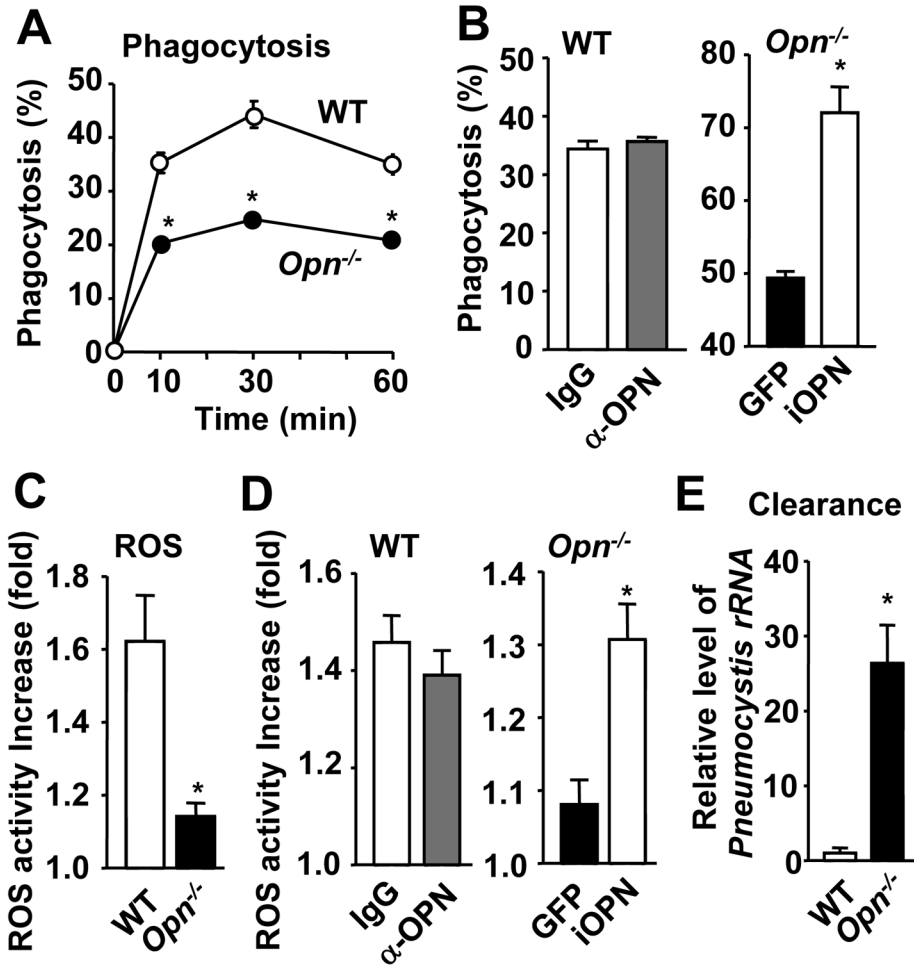 A
Phagocytosis
Phagocytosis (%)
50
40
30
20
10
0
WT
*
*
*
Opn-/-
0 10 30 60
Time (min)
B
WT
Phagocytosis (%)
50
40
30
20
10
0
IgG
α-OPN
Opn-/-
80
70
60
50
40
*
GFP
iOPN
C
ROS
ROS activity Increase (fold)
1.8
1.6
1.4
1.2
1.0
*
WT
Opn-/-
D
WT
ROS activity Increase (fold)
1.6
1.4
1.2
1.0
IgG
α-OPN
Opn-/-
1.4
1.3
1.2
1.1
1.0
*
GFP
iOPN
E
Clearance
Relative level of
Pneumocystis rRNA
40
30
20
10
0
*
WT
Opn-/-